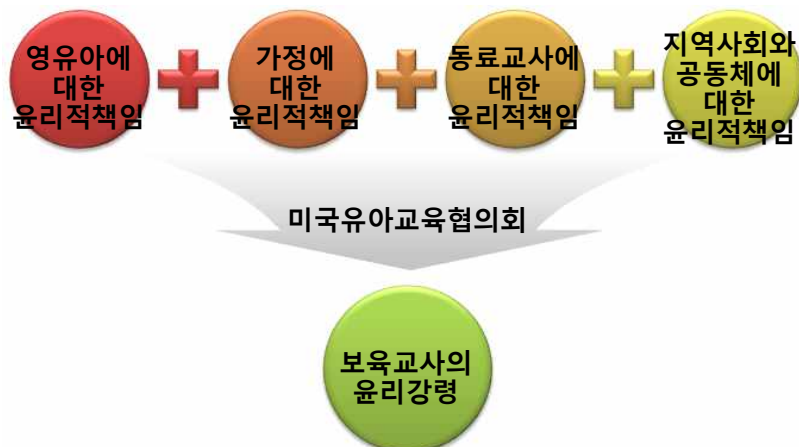 영유아에
대한
윤리적책임
가정에
대한
윤리적책임
동료교사에
대한
윤리적책임
지역사회와
공동체에
대한
윤리적책임
미국유아교육협의회
보육교사의
윤리강령